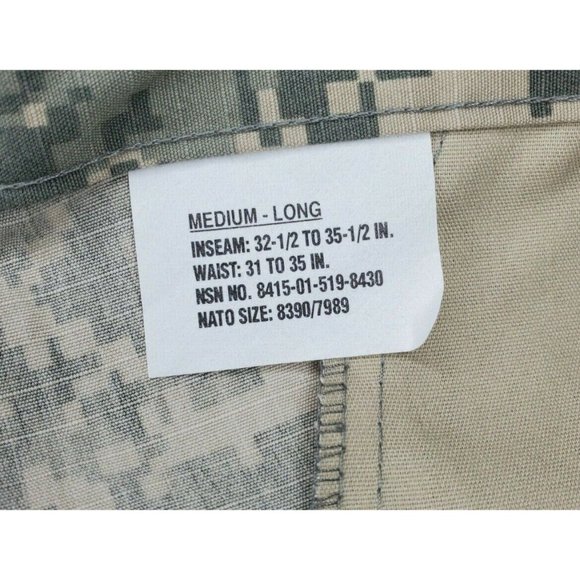 MEDIUM - LONG
INSEAM: 32-1/2 TO 35-1/2 IN.
WAIST: 31 TO 35 IN.
NSN NO. 8415-01-519-8430
NATO SIZE: 8390/7989